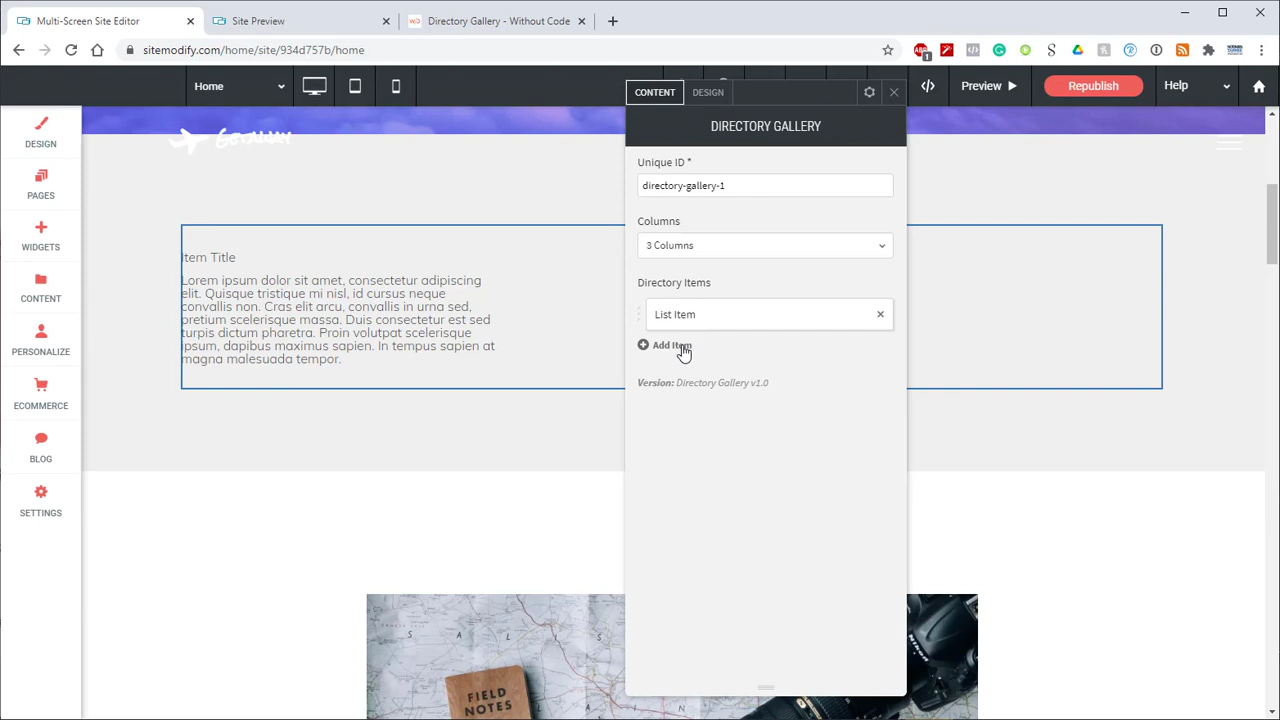 Multi-Screen Site Editor
Site Preview
Directory Gallery - Without Code
sitemodify.com/home/site/934d757b/home
1
Home
Preview
Republish
Help
DESIGN
PAGES
WIDGETS
CONTENT
PERSONALIZE
ECOMMERCE
BLOG
SETTINGS
GETAWAY
Item Title
Lorem ipsum dolor sit amet, consectetur adipiscing
elit. Quisque tristique mi nisl, id cursus neque
convallis non. Cras elit arcu, convallis in urna sed,
pretium scelerisque massa. Duis consectetur est sed
turpis dictum pharetra. Proin volutpat scelerisque
ipsum, dapibus maximus sapien. In tempus sapien at
magna malesuada tempor.
CONTENT
DESIGN
DIRECTORY GALLERY
Unique ID *
directory-gallery-1
Columns
3 Columns
Directory Items
List Item
Add Item
Version: Directory Gallery v1.0
FIELD
NOTES